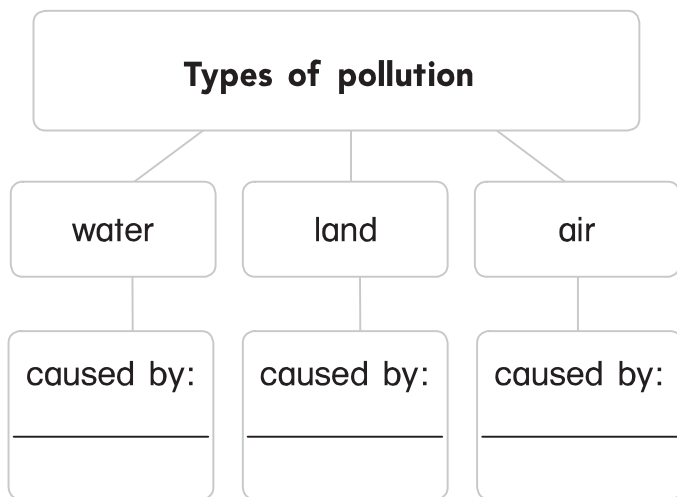 Types of pollution
water
land
air
caused by:
caused by:
caused by: